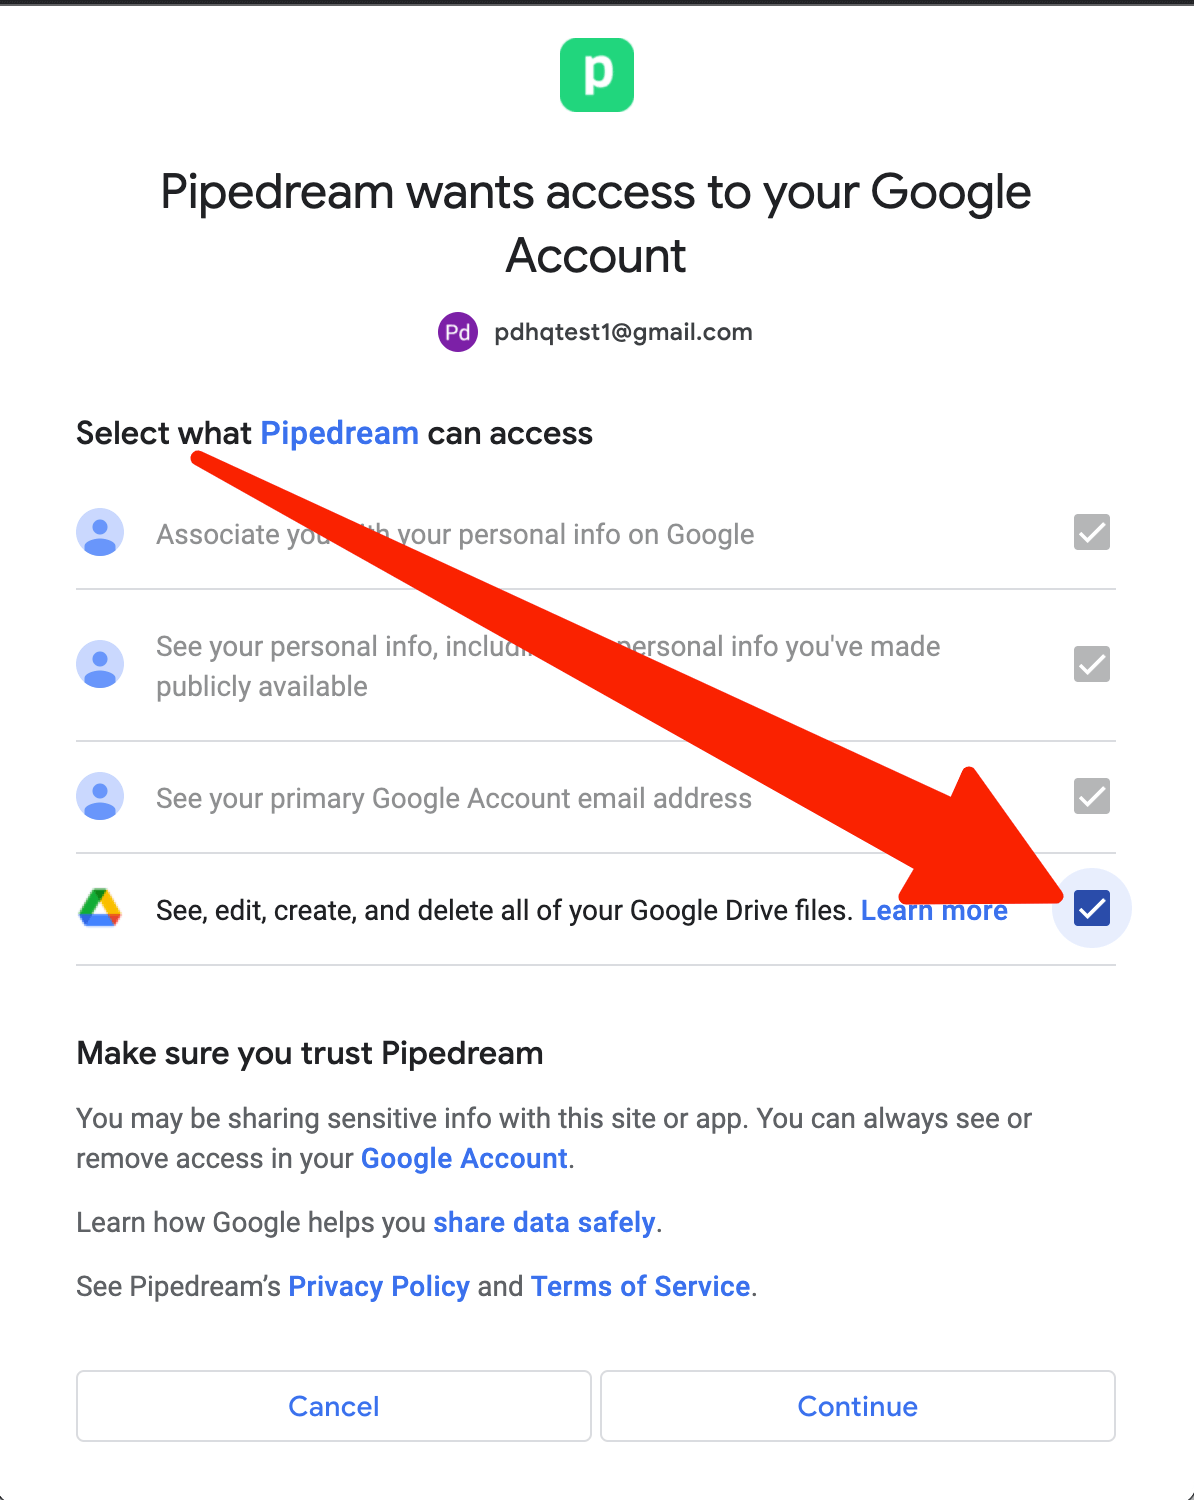 p
Pipedream wants access to your Google
Account
Pd pdhqtest1@gmail.com
Select what Pipedream can access
Associate you with your personal info on Google
See your personal info, includi personal info you've made
publicly available
See your primary Google Account email address
See, edit, create, and delete all of your Google Drive files. Learn more
Make sure you trust Pipedream
You may be sharing sensitive info with this site or app. You can always see or
remove access in your Google Account.
Learn how Google helps you share data safely.
See Pipedream’s Privacy Policy and Terms of Service.
Cancel Continue